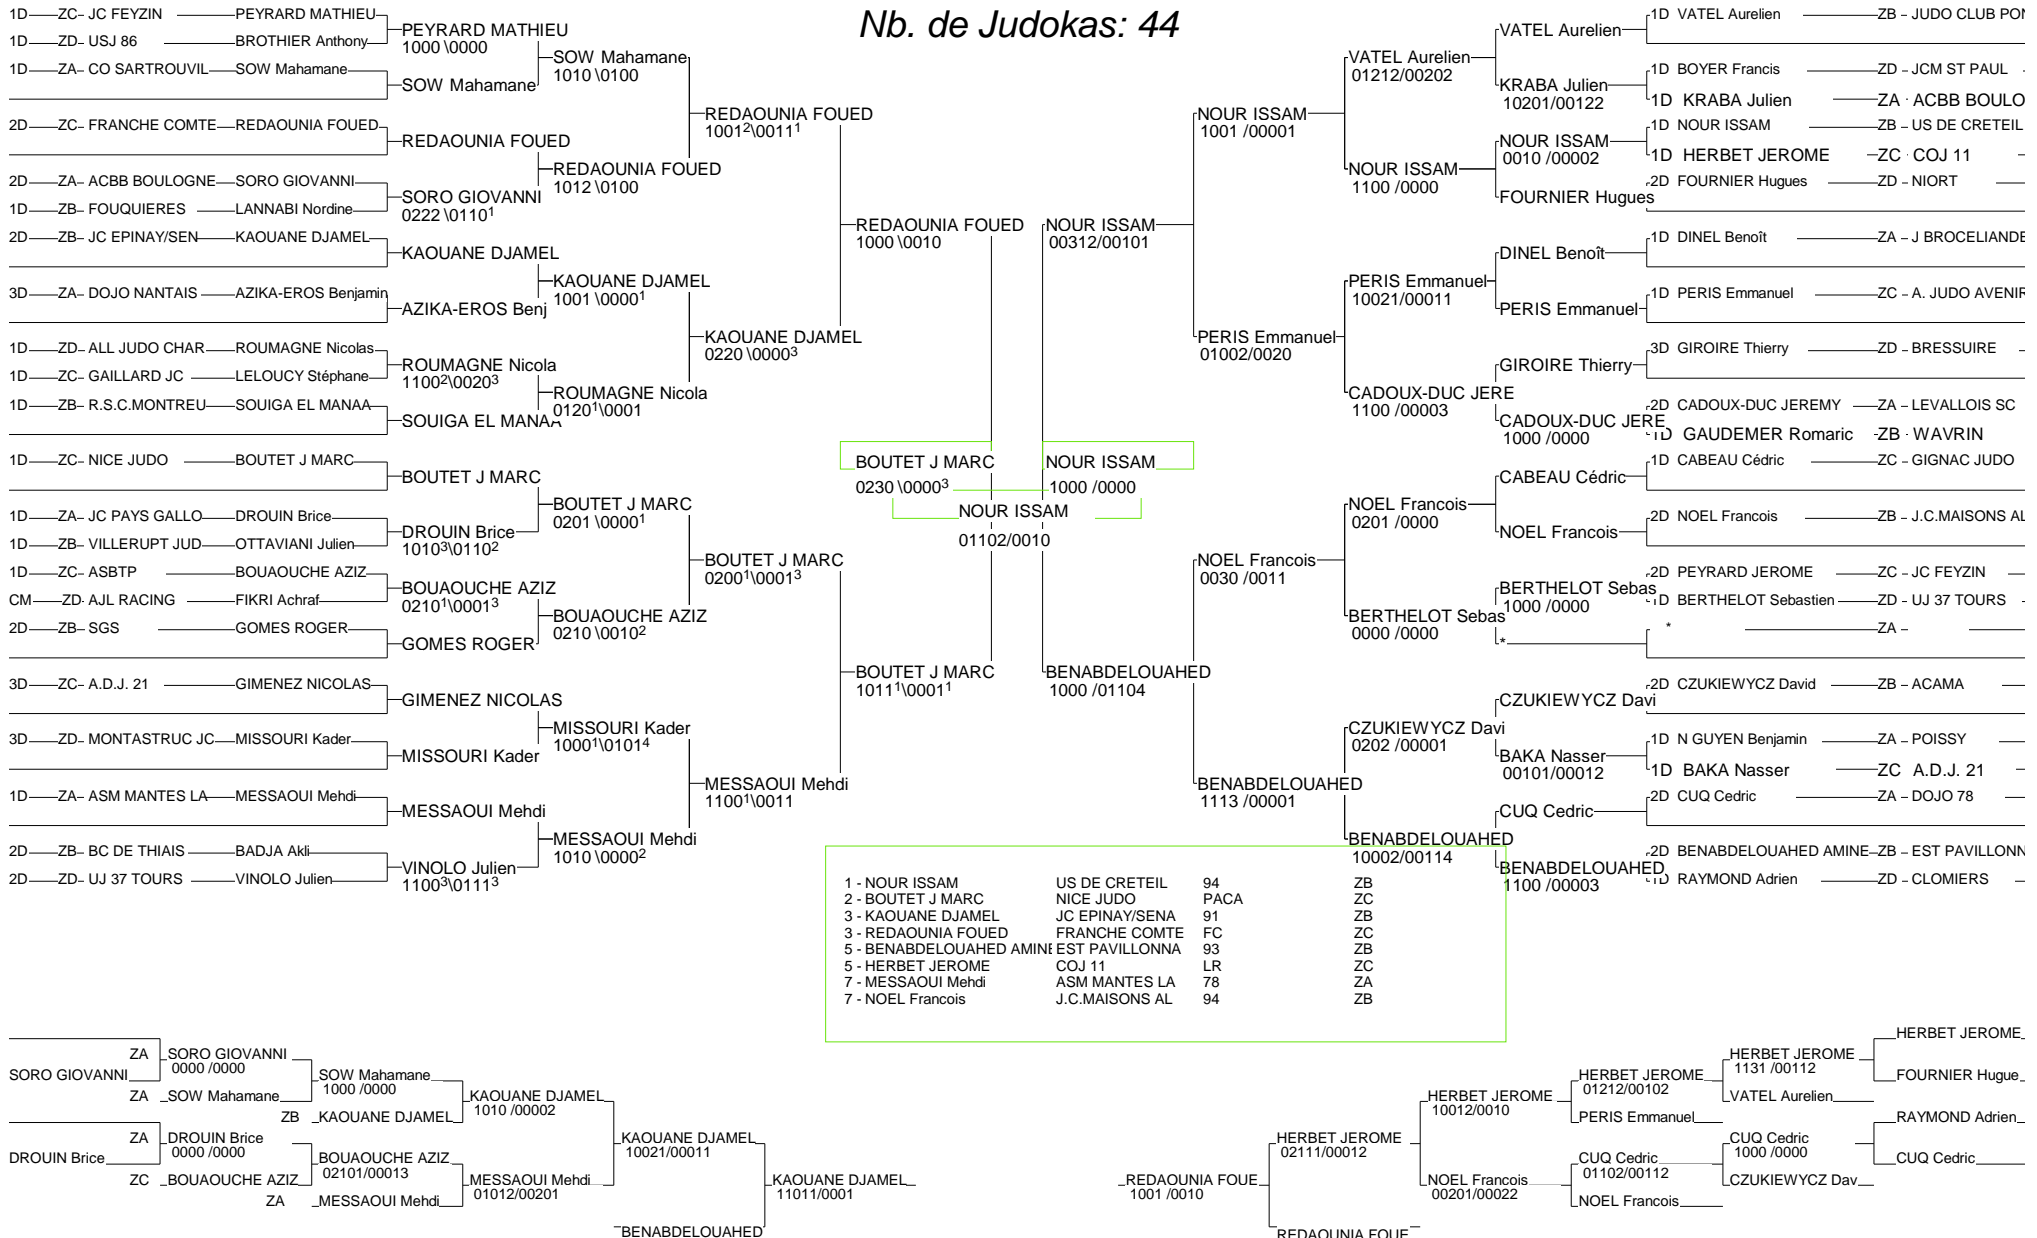 Nb. de Judokas: 44
1D ZC- JC FEYZIN PEYRARD MATHIEU
1D ZD- USJ 86 BROTHIER Anthony
1D ZA- CO SARTROUVIL SOW Mahamane
2D ZC- FRANCHE COMTE REDAOUNIA FOUED
2D ZA- ACBB BOULOGNE SORO GIOVANNI
1D ZB- FOUQUIERES LANNABI Nordine
2D ZB- JC EPINAY/SEN KAOUANE DJAMEL
3D ZA- DOJO NANTAIS AZIKA-EROS Benjamin
1D ZD- ALL JUDO CHAR ROUMAGNE Nicolas
1D ZC- GAILLARD JC LELOUCY Stéphane
1D ZB- R.S.C.MONTREU SOUIGA EL MANAA
1D ZC- NICE JUDO BOUTET J MARC
1D ZA- JC PAYS GALLO DROUIN Brice
1D ZB- VILLERUPT JUD OTTAVIANI Julien
1D ZC- ASBTP BOUAOUCHE AZIZ
CM ZD- AJL RACING FIKRI Achraf
2D ZB- SGS GOMES ROGER
3D ZC- A.D.J. 21 GIMENEZ NICOLAS
3D ZD- MONTASTRUC JC MISSOURI Kader
1D ZA- ASM MANTES LA MESSAOUI Mehdi
2D ZB- BC DE THIAIS BADJA Akli
2D ZD- UJ 37 TOURS VINOLO Julien
PEYRARD MATHIEU
1000 \0000
SOW Mahamane
REDAOUNIA FOUED
SORO GIOVANNI
0222 \0110¹
KAOUANE DJAMEL
AZIKA-EROS Benj
ROUMAGNE Nicola
1100²\0020³
SOUIGA EL MANAA
BOUTET J MARC
DROUIN Brice
1010³\0110²
BOUAOUCHE AZIZ
0210¹\0001³
GOMES ROGER
GIMENEZ NICOLAS
MISSOURI Kader
MESSAOUI Mehdi
VINOLO Julien
1100³\0111³
SOW Mahamane
1010 \0100
REDAOUNIA FOUED
1012 \0100
KAOUANE DJAMEL
1001 \0000¹
ROUMAGNE Nicola
0120¹\0001
BOUTET J MARC
0201 \0000¹
BOUAOUCHE AZIZ
0210 \0010²
MISSOURI Kader
1000¹\0101⁴
MESSAOUI Mehdi
1010 \0000²
REDAOUNIA FOUED
1001²\0011¹
KAOUANE DJAMEL
0220 \0000³
BOUTET J MARC
0200¹\0001³
MESSAOUI Mehdi
1100¹\0011
REDAOUNIA FOUED
1000 \0010
BOUTET J MARC
1011¹\0001¹
BOUTET J MARC
0230 \0000³
NOUR ISSAM
1000 /0000
NOUR ISSAM
01102/0010
NOUR ISSAM
00312/00101
BENABDELOUAHED
1000 /01104
NOUR ISSAM
1001 /00001
PERIS Emmanuel
01002/0020
NOEL Francois
0030 /0011
BENABDELOUAHED
1113 /00001
VATEL Aurelien
01212/00202
NOUR ISSAM
1100 /0000
PERIS Emmanuel
10021/00011
CADOUX-DUC JERE
1100 /00003
NOEL Francois
0201 /0000
BERTHELOT Sebas
0000 /0000
CZUKIEWYCZ Davi
0202 /00001
BENABDELOUAHED
10002/00114
VATEL Aurelien
KRABA Julien
10201/00122
NOUR ISSAM
0010 /00002
FOURNIER Hugues
DINEL Benoît
PERIS Emmanuel
GIROIRE Thierry
CADOUX-DUC JERE
1000 /0000
CABEAU Cédric
NOEL Francois
BERTHELOT Sebas
1000 /0000
*
CZUKIEWYCZ Davi
BAKA Nasser
00101/00012
CUQ Cedric
BENABDELOUAHED
1100 /00003
1D VATEL Aurelien ZB - JUDO CLUB PON
1D BOYER Francis ZD - JCM ST PAUL
1D KRABA Julien ZA - ACBB BOULO
1D NOUR ISSAM ZB - US DE CRETEIL
1D HERBET JEROME ZC - COJ 11
2D FOURNIER Hugues ZD - NIORT
1D DINEL Benoît ZA - J BROCELIANDE
1D PERIS Emmanuel ZC - A. JUDO AVENIR
3D GIROIRE Thierry ZD - BRESSUIRE
2D CADOUX-DUC JEREMY ZA - LEVALLOIS SC
1D GAUDEMER Romaric ZB - WAVRIN
1D CABEAU Cédric ZC - GIGNAC JUDO
2D NOEL Francois ZB - J.C.MAISONS AL
2D PEYRARD JEROME ZC - JC FEYZIN
1D BERTHELOT Sebastien ZD - UJ 37 TOURS
* ZA -
2D CZUKIEWYCZ David ZB - ACAMA
1D N GUYEN Benjamin ZA - POISSY
1D BAKA Nasser ZC A.D.J. 21
2D CUQ Cedric ZA - DOJO 78
2D BENABDELOUAHED AMINE ZB - EST PAVILLONN
1D RAYMOND Adrien ZD - CLOMIERS
1 - NOUR ISSAM US DE CRETEIL 94 ZB
2 - BOUTET J MARC NICE JUDO PACA ZC
3 - KAOUANE DJAMEL JC EPINAY/SENA 91 ZB
3 - REDAOUNIA FOUED FRANCHE COMTE FC ZC
5 - BENABDELOUAHED AMINE EST PAVILLONNA 93 ZB
5 - HERBET JEROME COJ 11 LR ZC
7 - MESSAOUI Mehdi ASM MANTES LA 78 ZA
7 - NOEL Francois J.C.MAISONS AL 94 ZB
SORO GIOVANNI
DROUIN Brice
ZA SORO GIOVANNI
0000 /0000
ZA SOW Mahamane
ZA DROUIN Brice
0000 /0000
ZC BOUAOUCHE AZIZ
SOW Mahamane
1000 /0000
ZB KAOUANE DJAMEL
BOUAOUCHE AZIZ
02101/00013
ZA MESSAOUI Mehdi
KAOUANE DJAMEL
1010 /00002
MESSAOUI Mehdi
01012/00201
KAOUANE DJAMEL
10021/00011
BENABDELOUAHED
KAOUANE DJAMEL
11011/0001
REDAOUNIA FOUE
1001 /0010
HERBET JEROME
02111/00012
REDAOUNIA FOUE
HERBET JEROME
10012/0010
NOEL Francois
00201/00022
HERBET JEROME
01212/00102
PERIS Emmanuel
CUQ Cedric
01102/00112
NOEL Francois
HERBET JEROME
1131 /00112
VATEL Aurelien
CUQ Cedric
1000 /0000
CZUKIEWYCZ Dav
HERBET JEROME
FOURNIER Hugue
RAYMOND Adrien
CUQ Cedric